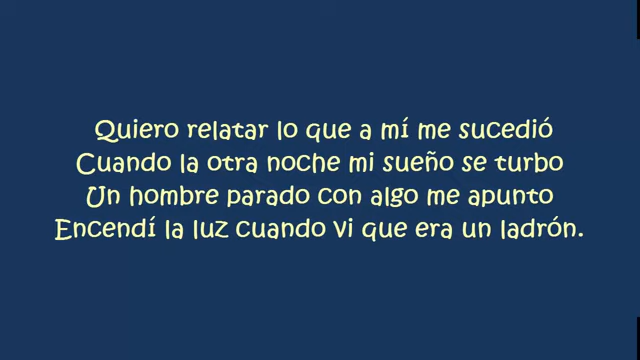 Quiero relatar lo que a mí me sucedió
Cuando la otra noche mi sueño se turbo
Un hombre parado con algo me apunto
Encendí la luz cuando vi que era un ladrón.